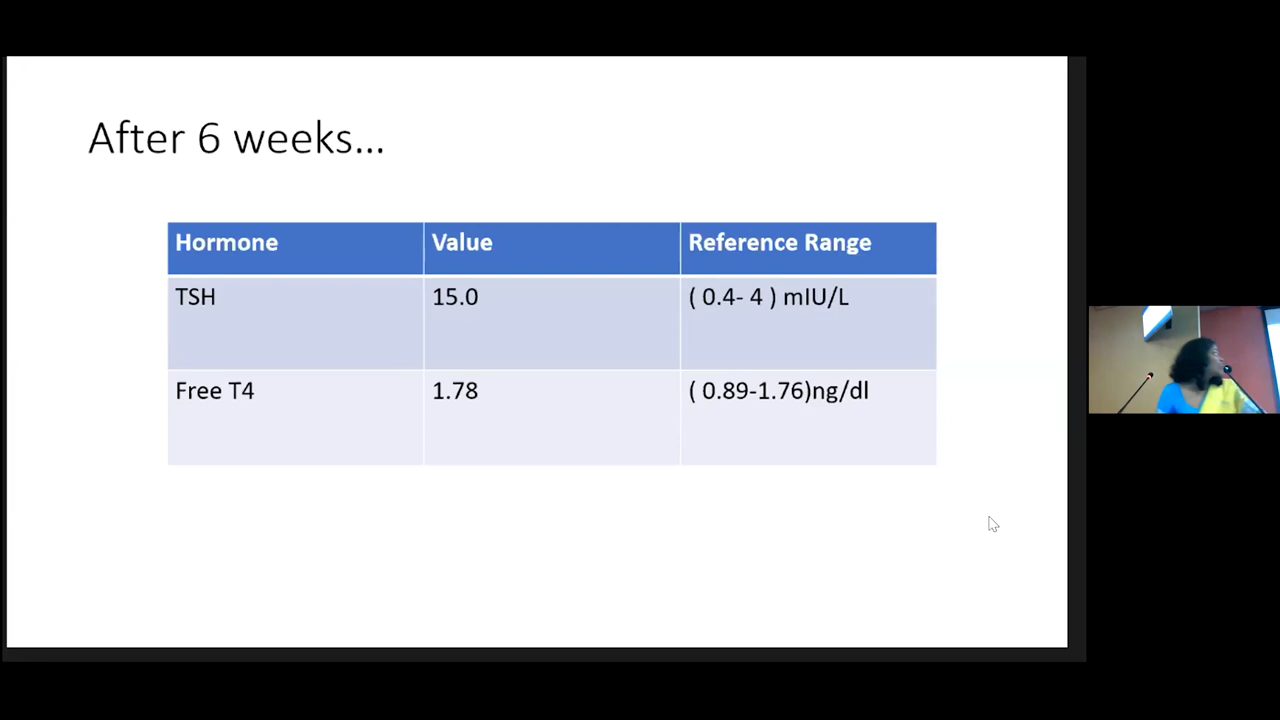 After 6 weeks...
Hormone Value Reference Range
TSH 15.0 ( 0.4- 4 ) mIU/L
Free T4 1.78 ( 0.89-1.76)ng/dl